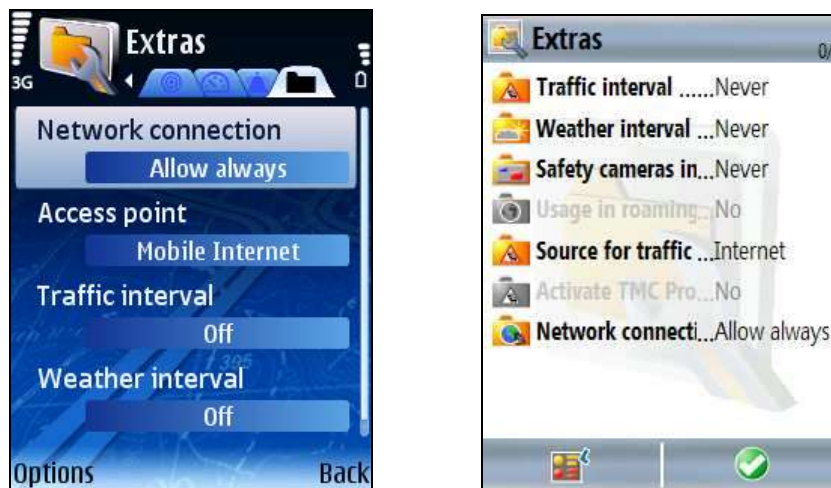 Extras
3G
Network connection
Allow always
Access point
Mobile Internet
Traffic interval
Off
Weather interval
Off
Options Back
Extras
0/
Traffic interval ......Never
Weather interval ...Never
Safety cameras in...Never
Usage in roaming...No
Source for traffic ...Internet
Activate TMC Pro...No
Network connecti...Allow always